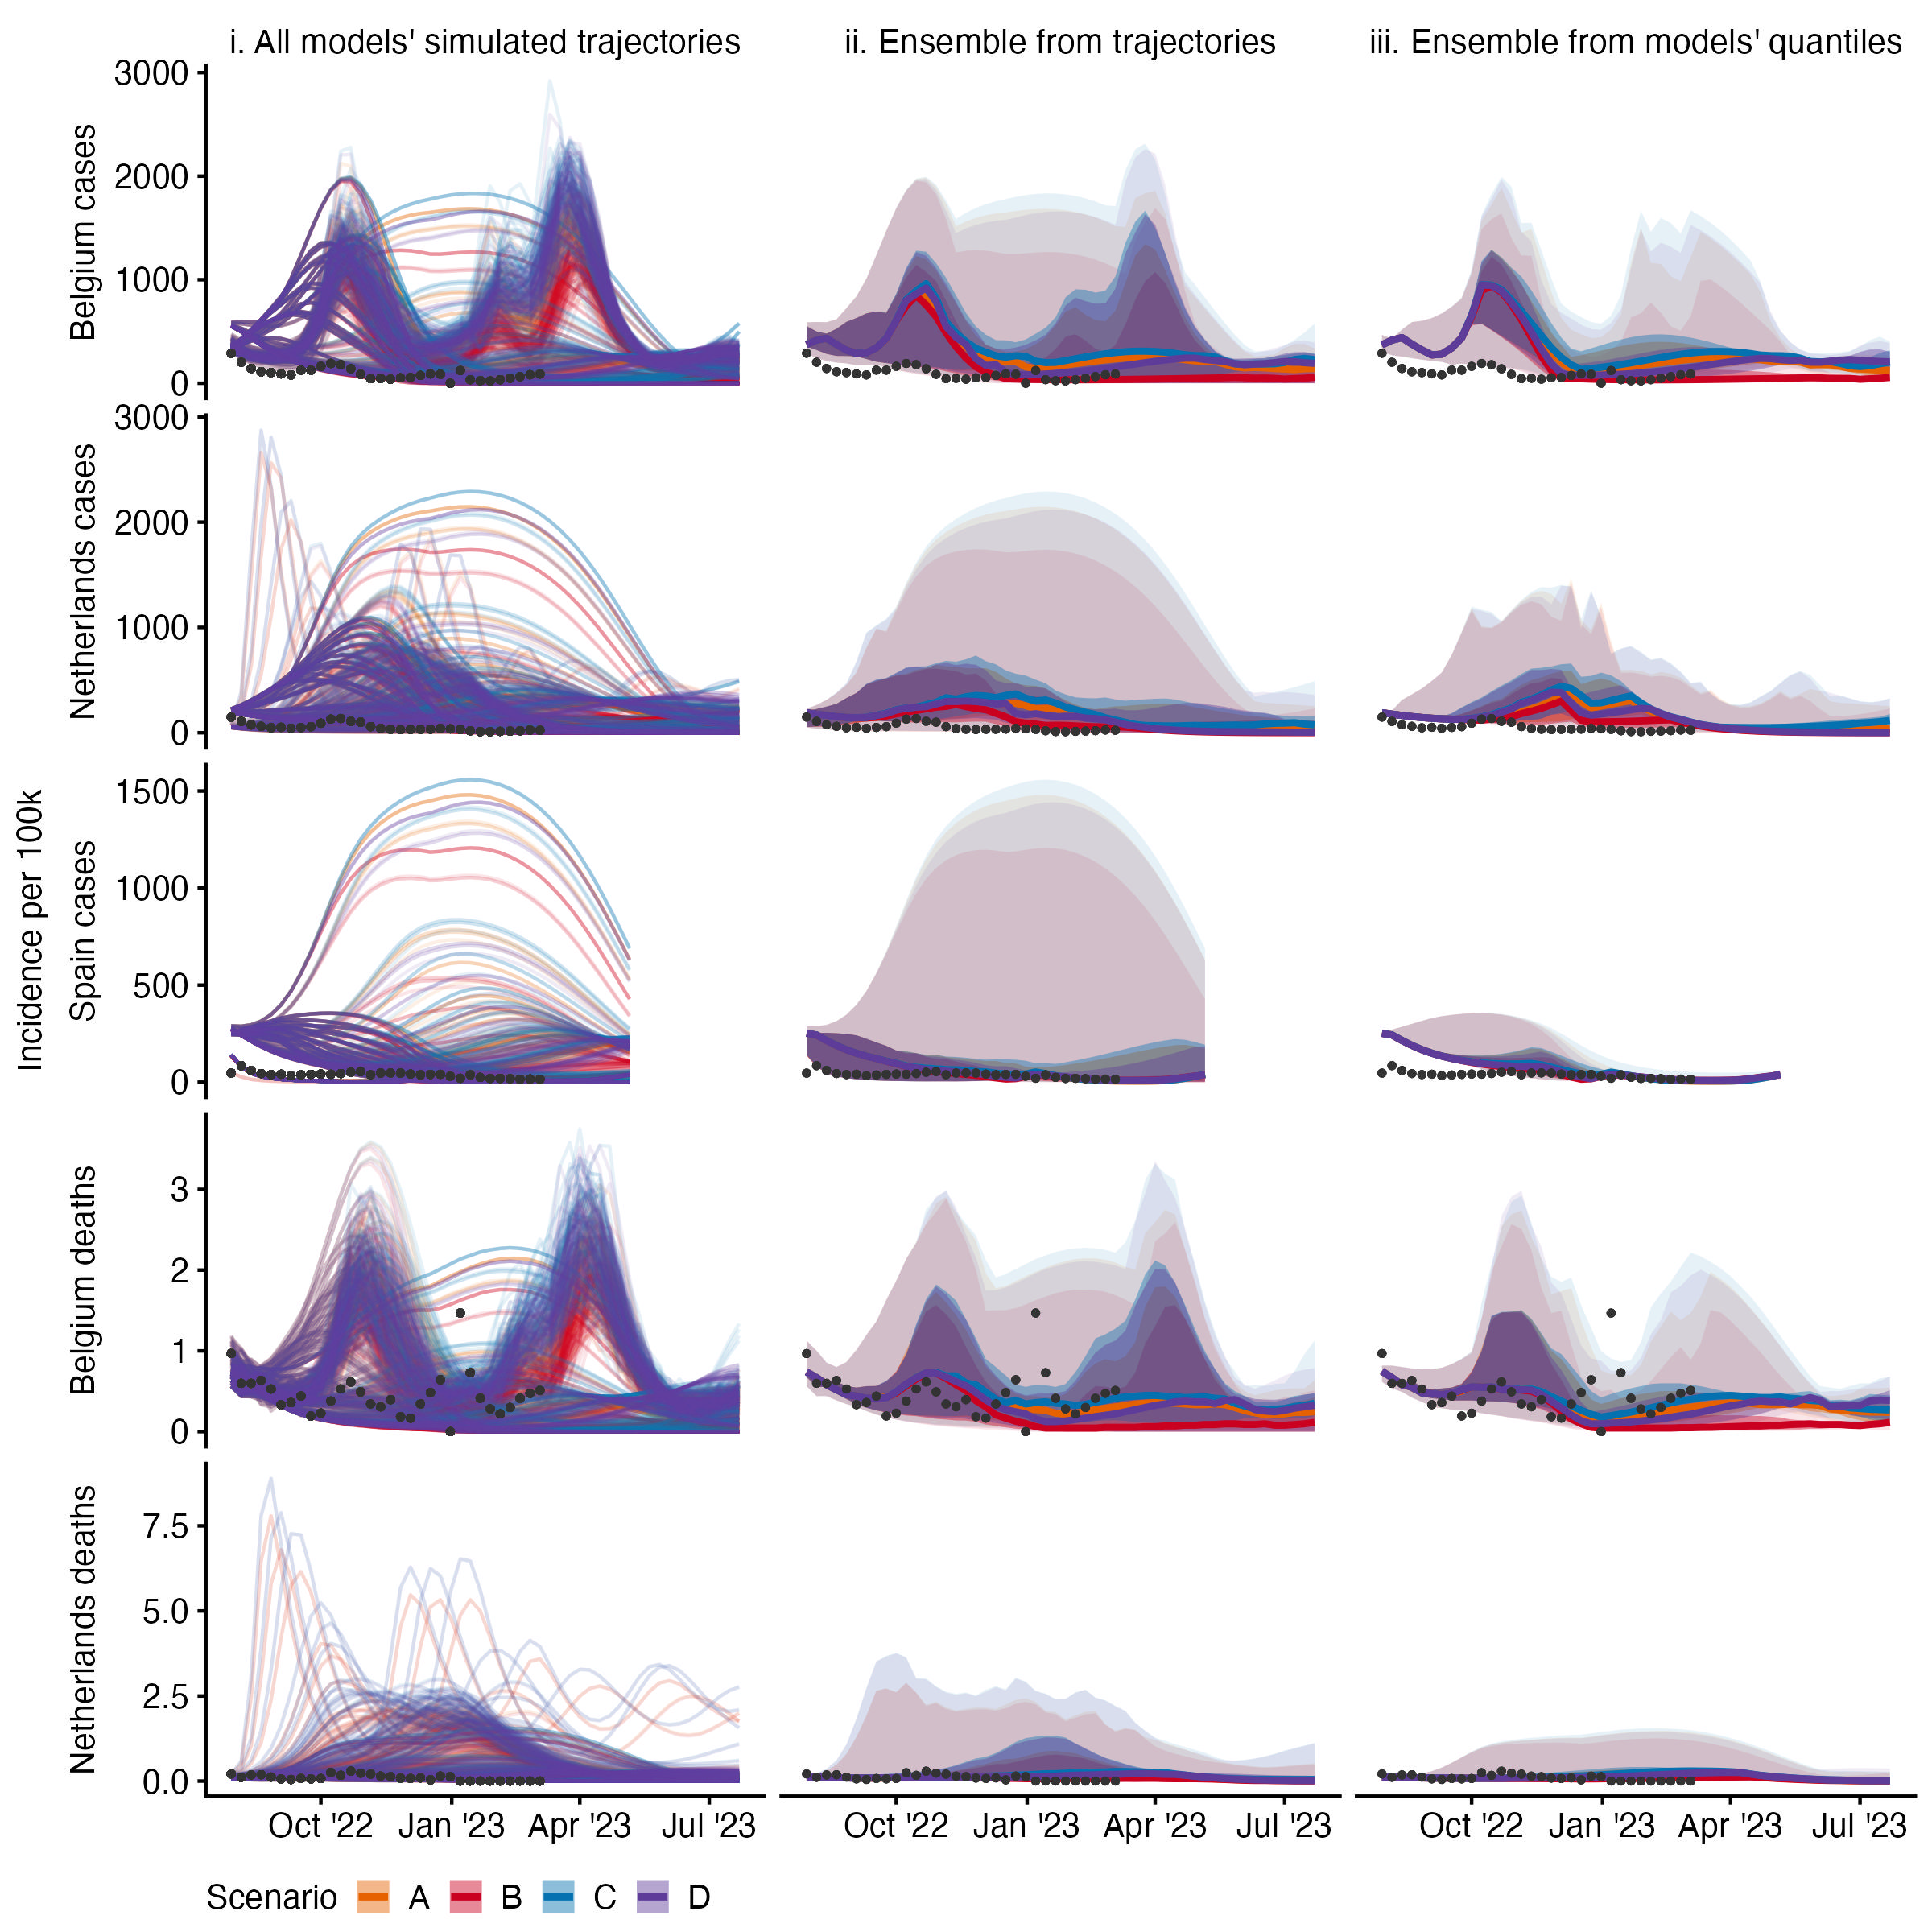 i. All models' simulated trajectories
ii. Ensemble from trajectories
iii. Ensemble from models' quantiles
Incidence per 100k
Belgium cases
3000
2000
1000
0
Netherlands cases
3000
2000
1000
0
Spain cases
1500
1000
500
0
Belgium deaths
3
2
1
0
Netherlands deaths
7.5
5.0
2.5
0.0
Oct '22 Jan '23 Apr '23 Jul '23
Oct '22 Jan '23 Apr '23 Jul '23
Oct '22 Jan '23 Apr '23 Jul '23
Scenario A B C D